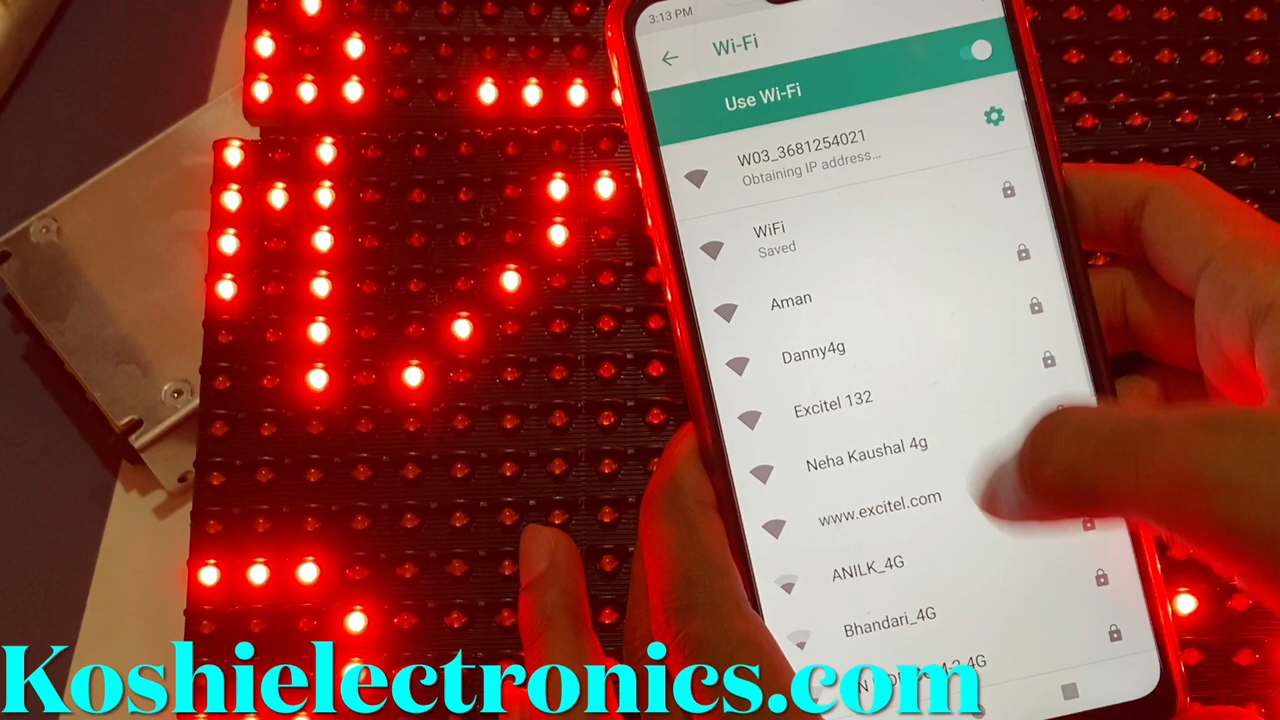 3:13 PM
Wi-Fi
Use Wi-Fi
W03_3681254021
Obtaining IP address...
WiFi
Saved
Aman
Danny4g
Excitel 132
Neha Kaushal 4g
www.excitel.com
ANILK_4G
Bhandari_4G
Koshielectronics.com